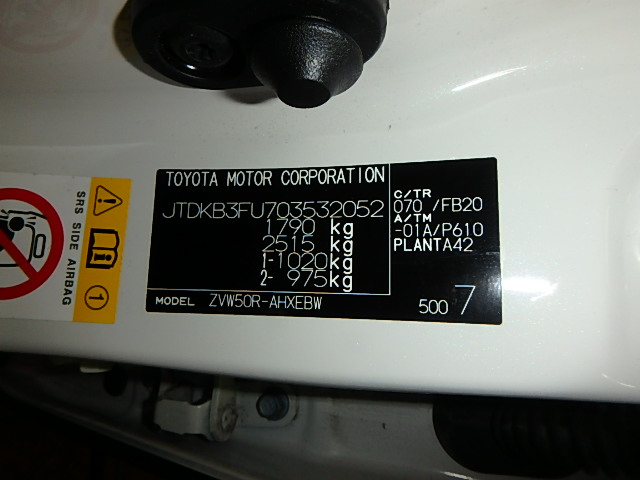 TOYOTA MOTOR CORPORATION
JTDKB3FU703532052
1790 kg
2515 kg
1-1020kg
2- 975kg
C/TR
070 /FB20
A/TM
-01A/P610
PLANTA42
MODEL ZVW50R-AHXEBW
500 7
SRS SIDE AIRBAG
1